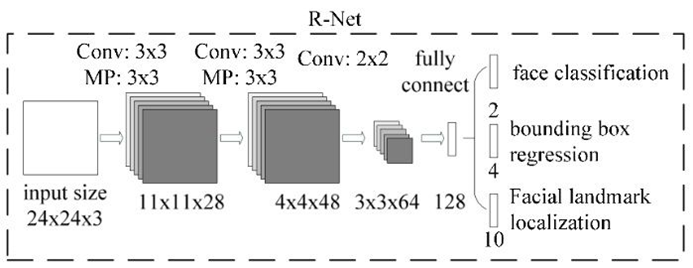 R-Net
Conv: 3x3
MP: 3x3
Conv: 3x3
MP: 3x3
Conv: 2x2
fully
connect
input size
24x24x3
11x11x28
4x4x48
3x3x64
128
face classification
2
bounding box
regression
4
Facial landmark
localization
10